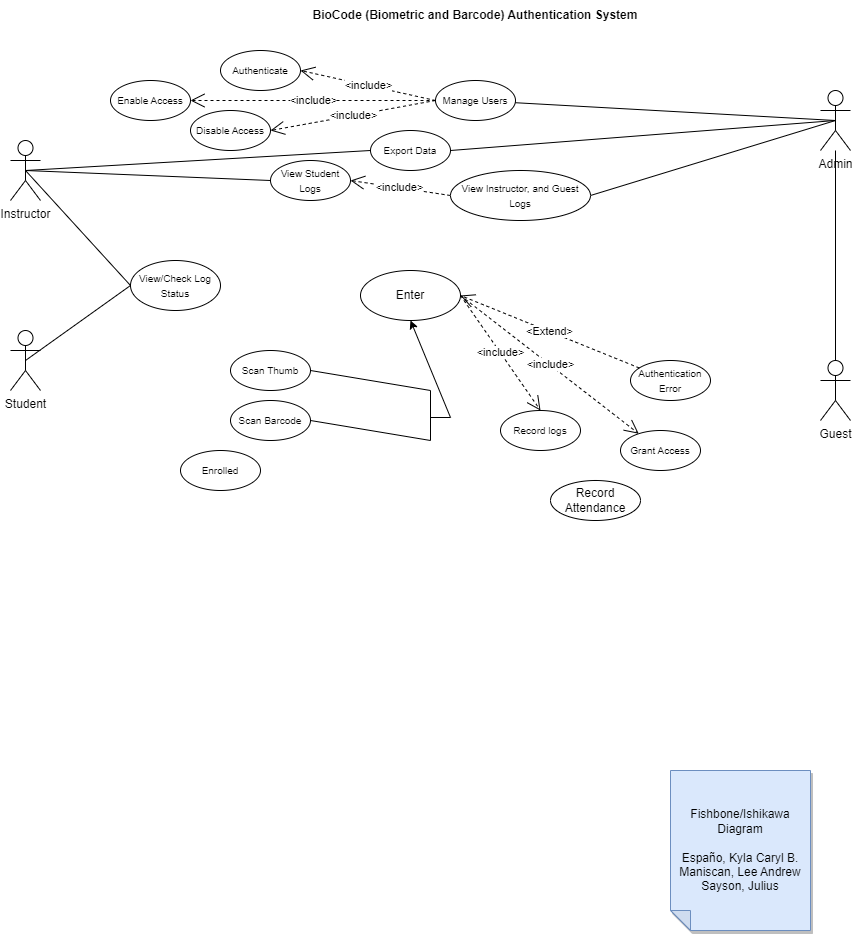 BioCode (Biometric and Barcode) Authentication System
Authenticate
<include>
Enable Access
<include>
Manage Users
<include>
Disable Access
Export Data
Admin
View Student
Logs
<include>
View Instructor, and Guest
Logs
Instructor
View/Check Log
Status
Enter
<Extend>
<include>
<include>
Scan Thumb
Authentication
Error
Student
Scan Barcode
Record logs
Guest
Grant Access
Enrolled
Record
Attendance
Fishbone/Ishikawa
Diagram
Españo, Kyla Caryl B.
Maniscan, Lee Andrew
Sayson, Julius